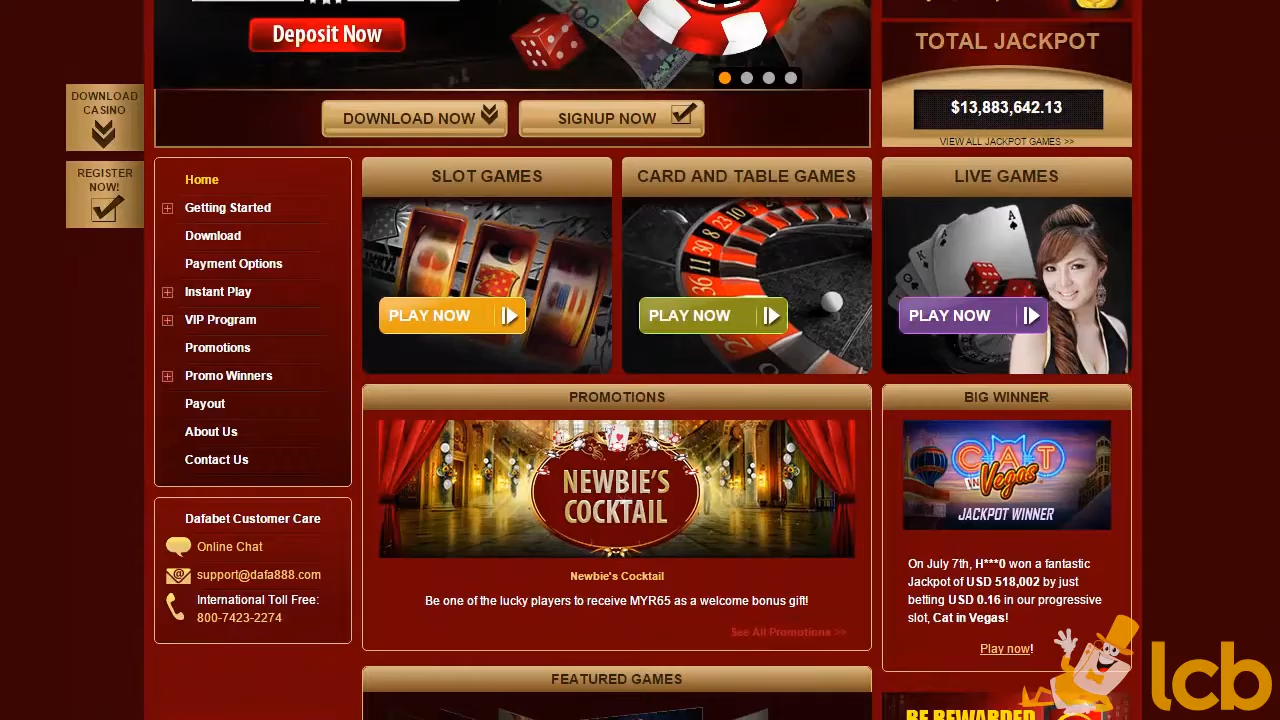 Deposit Now
TOTAL JACKPOT
$13,883,642.13
VIEW ALL JACKPOT GAMES >>
DOWNLOAD
CASINO
REGISTER
NOW!
DOWNLOAD NOW
SIGNUP NOW
Home
Getting Started
Download
Payment Options
Instant Play
VIP Program
Promotions
Promo Winners
Payout
About Us
Contact Us
Dafabet Customer Care
Online Chat
support@dafa888.com
International Toll Free:
800-7423-2274
SLOT GAMES
PLAY NOW
CARD AND TABLE GAMES
PLAY NOW
LIVE GAMES
PLAY NOW
PROMOTIONS
NEWBIE'S
COCKTAIL
Newbie's Cocktail
Be one of the lucky players to receive MYR65 as a welcome bonus gift!
See All Promotions >>
BIG WINNER
CAT
IN Vegas
JACKPOT WINNER
On July 7th, H***0 won a fantastic
Jackpot of USD 518,002 by just
betting USD 0.16 in our progressive
slot, Cat in Vegas!
Play now!
FEATURED GAMES
BE REWARDED
lcb